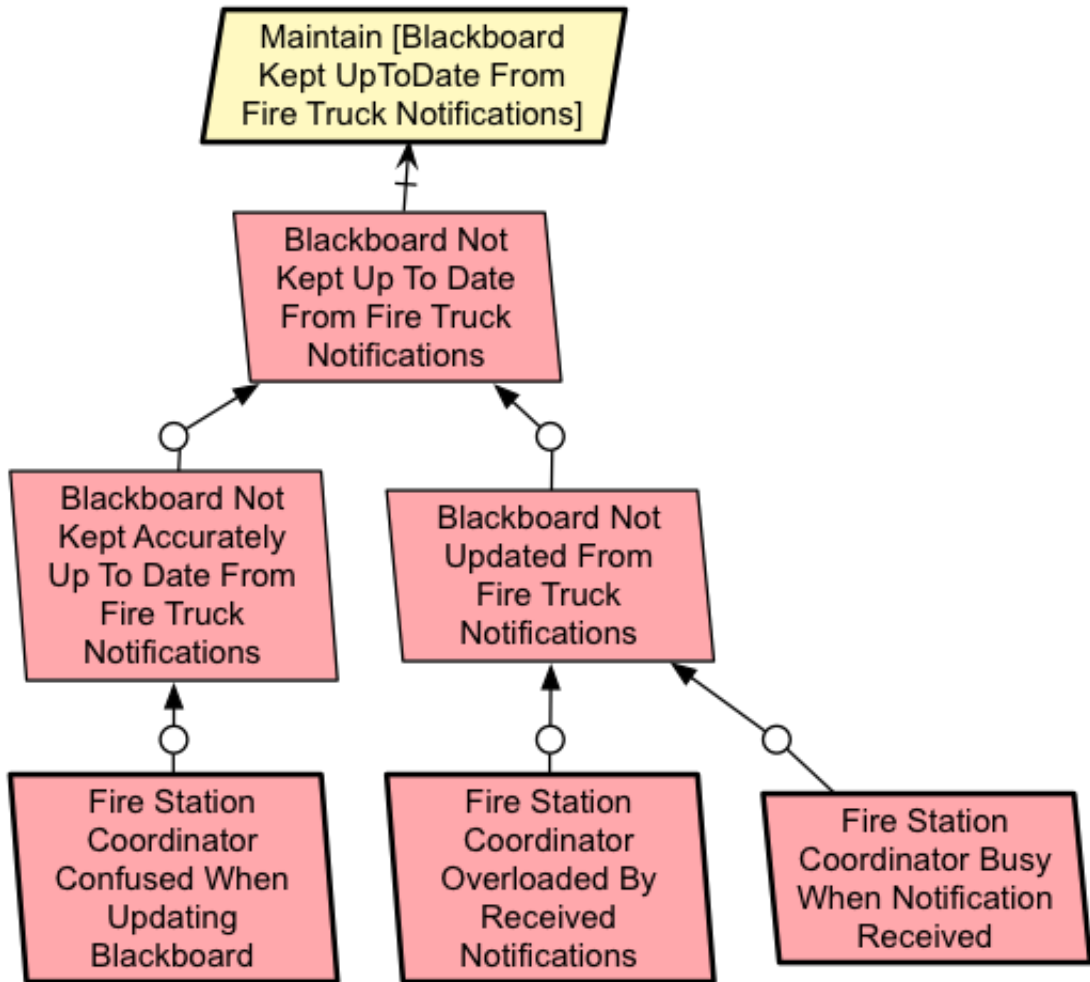 Maintain [Blackboard
Kept UpToDate From
Fire Truck Notifications]
Blackboard Not
Kept Up To Date
From Fire Truck
Notifications
Blackboard Not
Kept Accurately
Up To Date From
Fire Truck
Notifications
Blackboard Not
Updated From
Fire Truck
Notifications
Fire Station
Coordinator
Confused When
Updating
Blackboard
Fire Station
Coordinator
Overloaded By
Received
Notifications
Fire Station
Coordinator Busy
When Notification
Received